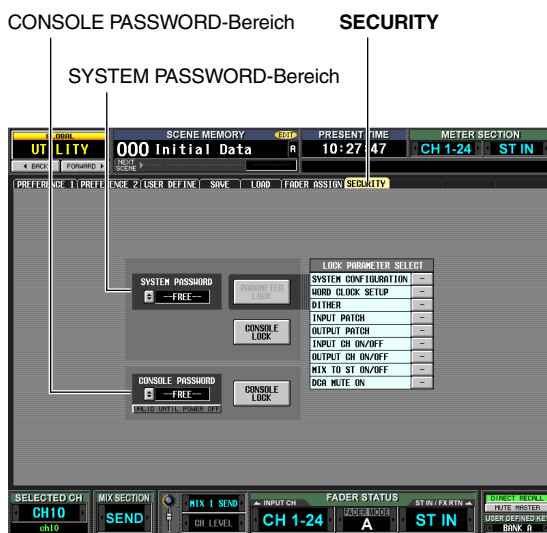 CONSOLE PASSWORD-Bereich SECURITY
SYSTEM PASSWORD-Bereich
GLOBAL SCENE MEMORY EDIT PRESENT TIME METER SECTION
UTILITY 000 Initial Data R 10:27:47 CH 1-24 ST IN
BACK FORWARD NEXT SCENE
PREFERENCE 1 PREFERENCE 2 USER DEFINE SAVE LOAD FADER ASSIGN SECURITY
LOCK PARAMETER SELECT
SYSTEM PASSWORD PARAMETER LOCK SYSTEM CONFIGURATION -
--FREE-- WORD CLOCK SETUP -
DITHER -
INPUT PATCH -
CONSOLE LOCK OUTPUT PATCH -
INPUT CH ON/OFF -
OUTPUT CH ON/OFF -
MIX TO ST ON/OFF -
DCA MUTE ON -
CONSOLE PASSWORD CONSOLE LOCK
--FREE--
VALID UNTIL POWER OFF
SELECTED CH MIX SECTION MIX 1 SEND INPUT CH FADER STATUS ST IN / FX RTN DIRECT RECALL
MUTE MASTER
CH10 SEND CH LEVEL CH 1-24 FADER MODE A ST IN USER DEFINED KE
ch10 BANK A